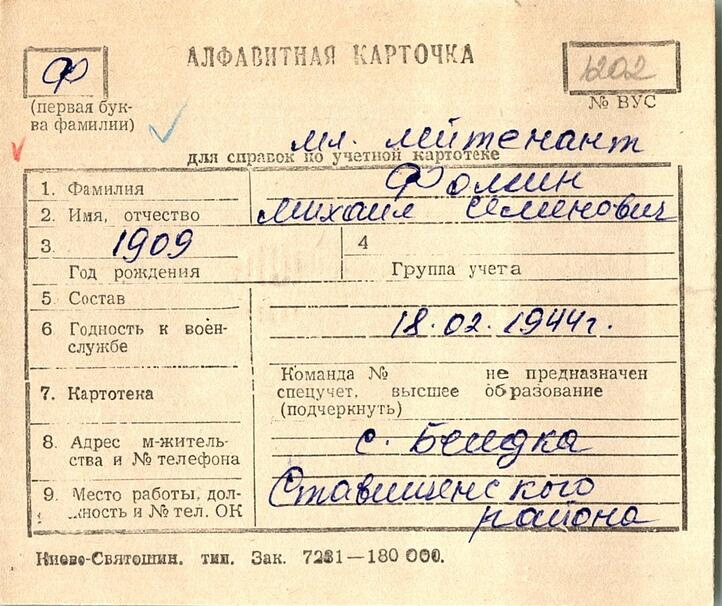 АЛФАВИТНАЯ КАРТОЧКА
Ф
1202
(первая бук-
ва фамилии)
№ ВУС
мл. лейтенант
для справок по учетной картотеке
1. Фамилия Фомин
2. Имя, отчество Михаил Семенович
3. 1909
Год рождения
4
Группа учета
5. Состав
6. Годность к воен-
службе
18.02.1944г.
7. Картотека
Команда № не предназначен
спецучет, высшее образование
(подчеркнуть)
8. Адрес м-житель-
ства и № телефона
с.
9. Место работы, дол-
жность и № тел. ОК
Ставищенского
района
Киево-Святошин. тип. Зак. 7231—180 000.